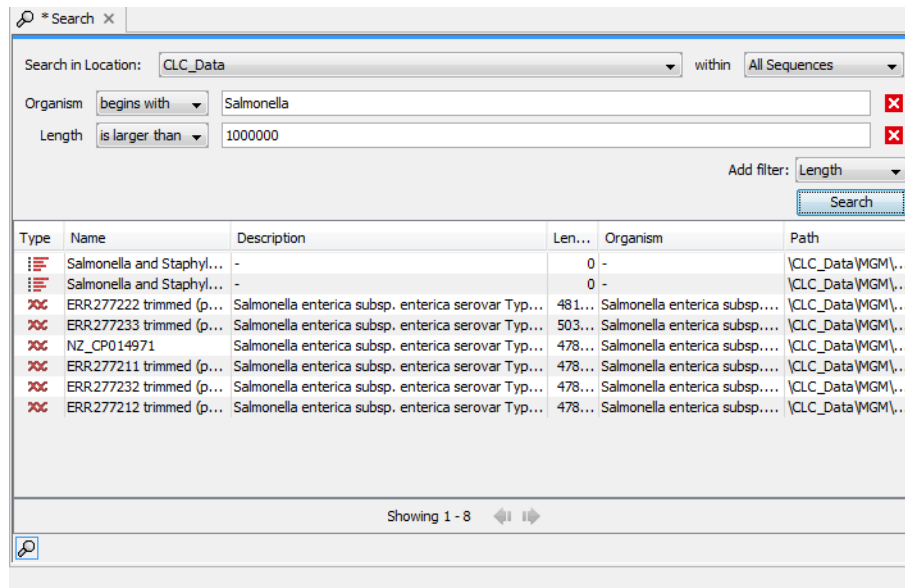 * Search
Search in Location: CLC_Data within All Sequences
Organism begins with Salmonella
Length is larger than 1000000
Add filter: Length
Search
Type Name Description Len... Organism Path
Salmonella and Staphyl... - 0 - \CLC_Data\MGM\...
Salmonella and Staphyl... - 0 - \CLC_Data\MGM\...
ERR277222 trimmed (p... Salmonella enterica subsp. enterica serovar Typ... 481... Salmonella enterica subsp.... \CLC_Data\MGM\...
ERR277233 trimmed (p... Salmonella enterica subsp. enterica serovar Typ... 503... Salmonella enterica subsp.... \CLC_Data\MGM\...
NZ_CP014971 Salmonella enterica subsp. enterica serovar Typ... 478... Salmonella enterica subsp.... \CLC_Data\MGM\...
ERR277211 trimmed (p... Salmonella enterica subsp. enterica serovar Typ... 478... Salmonella enterica subsp.... \CLC_Data\MGM\...
ERR277232 trimmed (p... Salmonella enterica subsp. enterica serovar Typ... 478... Salmonella enterica subsp.... \CLC_Data\MGM\...
ERR277212 trimmed (p... Salmonella enterica subsp. enterica serovar Typ... 478... Salmonella enterica subsp.... \CLC_Data\MGM\...
Showing 1 - 8